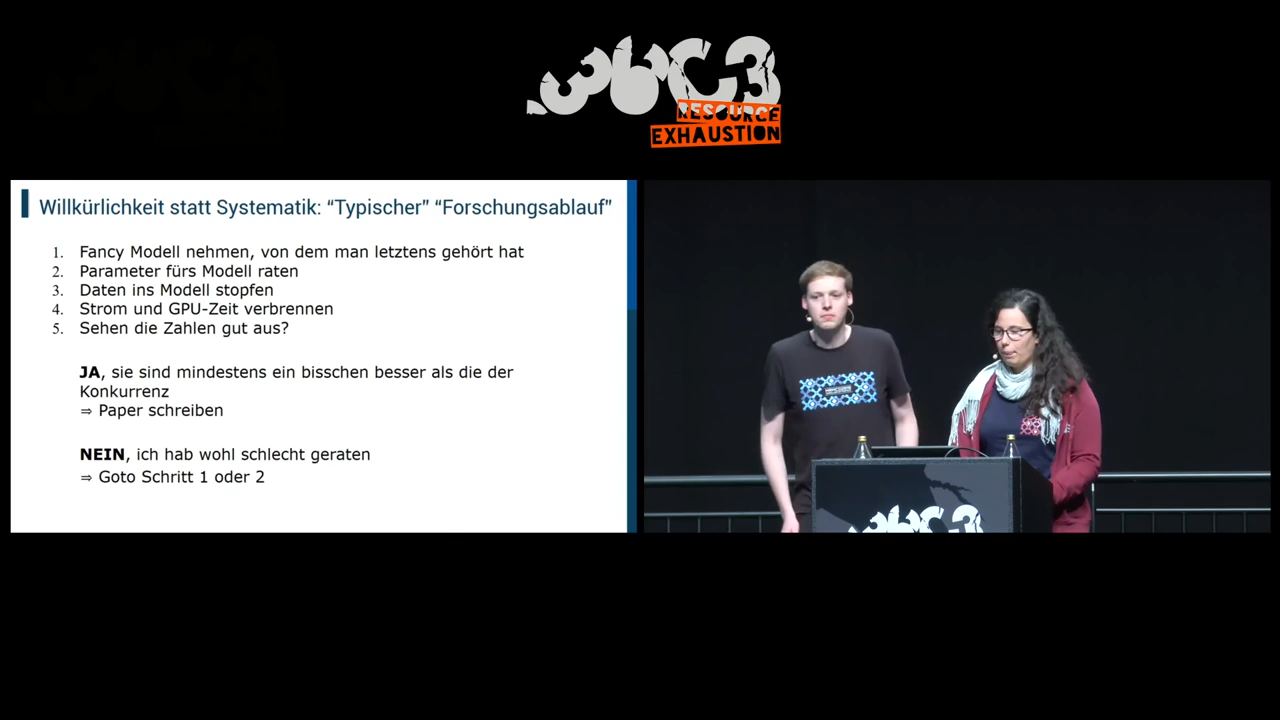 36C3
RESOURCE
EXHAUSTION
Willkürlichkeit statt Systematik: “Typischer” “Forschungsablauf”
1. Fancy Modell nehmen, von dem man letztens gehört hat
2. Parameter fürs Modell raten
3. Daten ins Modell stopfen
4. Strom und GPU-Zeit verbrennen
5. Sehen die Zahlen gut aus?
JA, sie sind mindestens ein bisschen besser als die der
Konkurrenz
⇒ Paper schreiben
NEIN, ich hab wohl schlecht geraten
⇒ Goto Schritt 1 oder 2
36C3